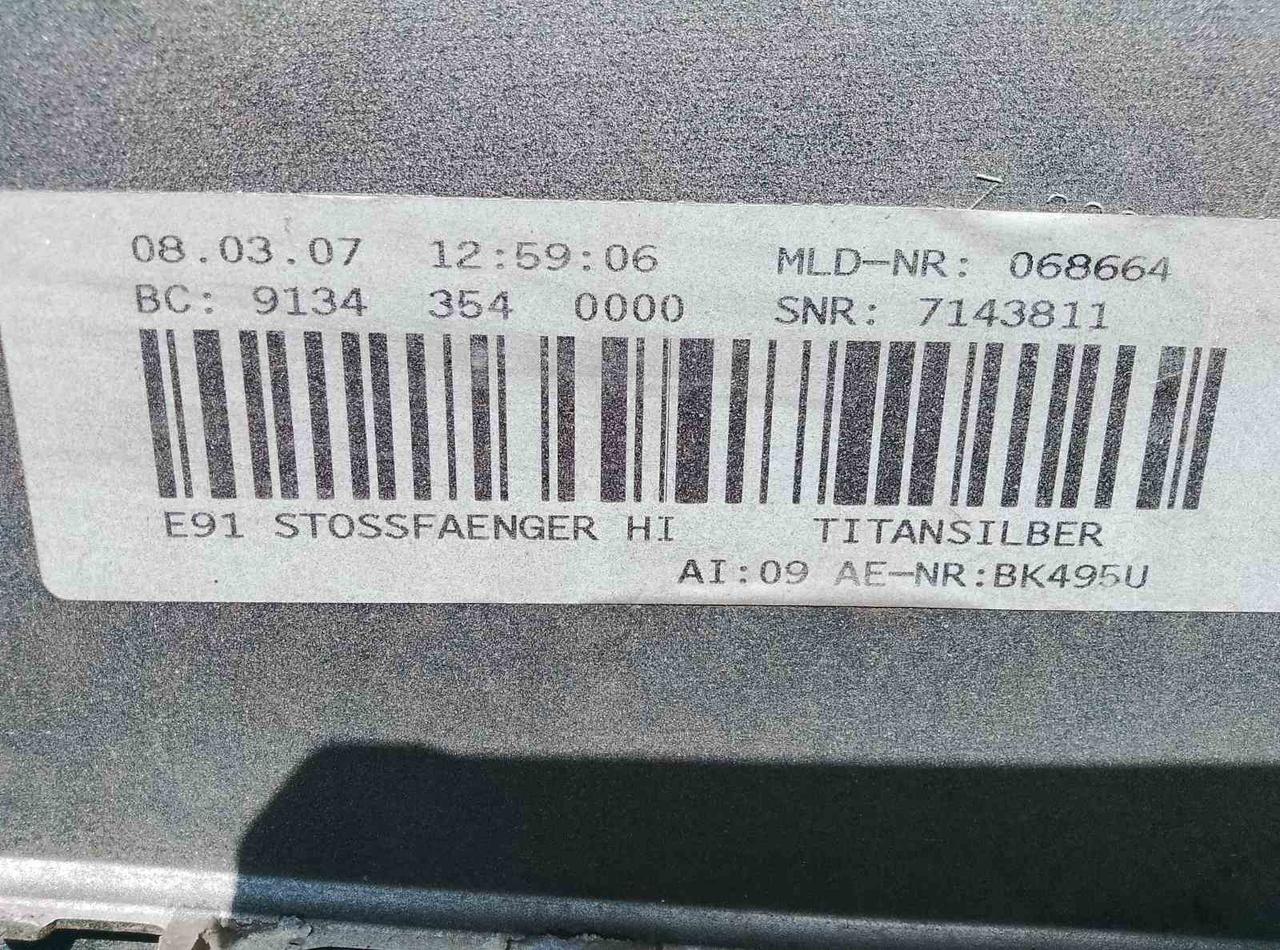 08.03.07 12:59:06 MLD-NR: 068664
BC: 9134 354 0000 SNR: 7143811
E91 STOSSFAENGER HI TITANSILBER
AI:09 AE-NR:BK495U